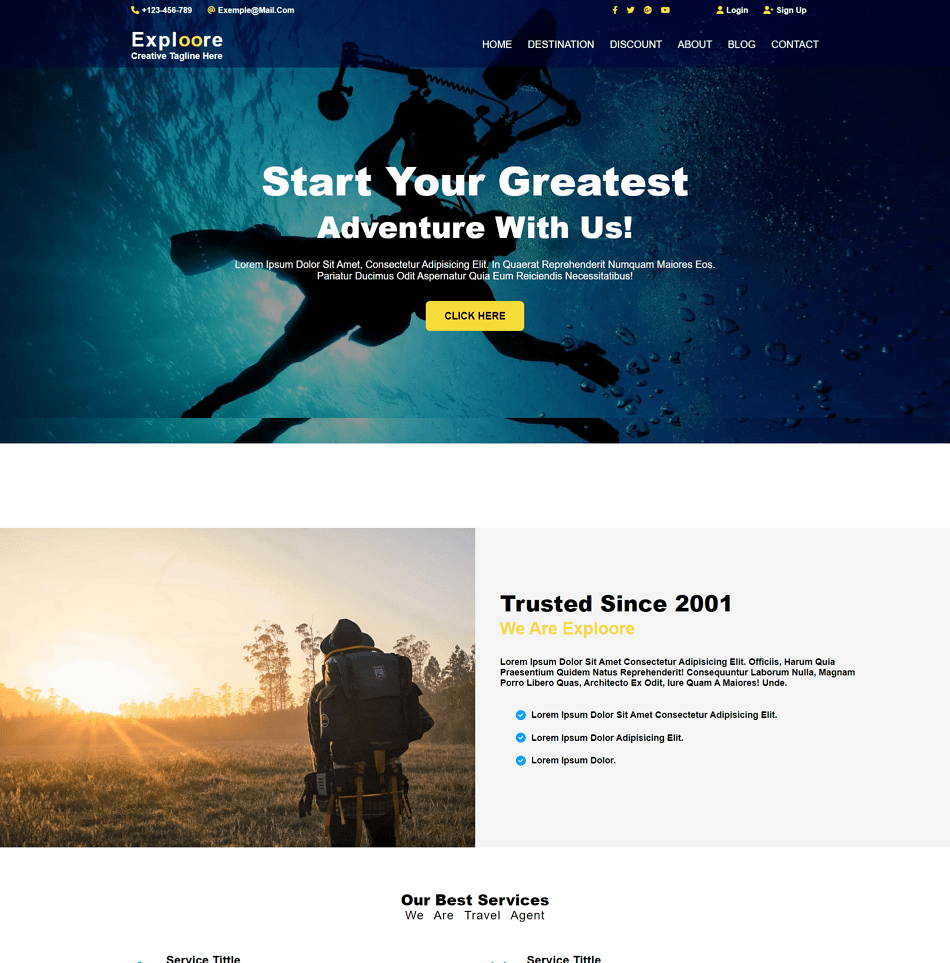 +123-456-789 Exemple@Mail.Com Login Sign Up
Exploore
Creative Tagline Here
HOME DESTINATION DISCOUNT ABOUT BLOG CONTACT
Start Your Greatest
Adventure With Us!
Lorem Ipsum Dolor Sit Amet, Consectetur Adipisicing Elit. In Quaerat Reprehenderit Numquam Maiores Eos.
Pariatur Ducimus Odit Aspernatur Quia Eum Reiciendis Necessitatibus!
CLICK HERE
Trusted Since 2001
We Are Exploore
Lorem Ipsum Dolor Sit Amet Consectetur Adipisicing Elit. Officiis, Harum Quia
Praesentium Quidem Natus Reprehenderit! Consequuntur Laborum Nulla, Magnam
Porro Libero Quas, Architecto Ex Odit, Iure Quam A Maiores! Unde.
Lorem Ipsum Dolor Sit Amet Consectetur Adipisicing Elit.
Lorem Ipsum Dolor Adipisicing Elit.
Lorem Ipsum Dolor.
Our Best Services
We Are Travel Agent
Service Tittle Service Tittle